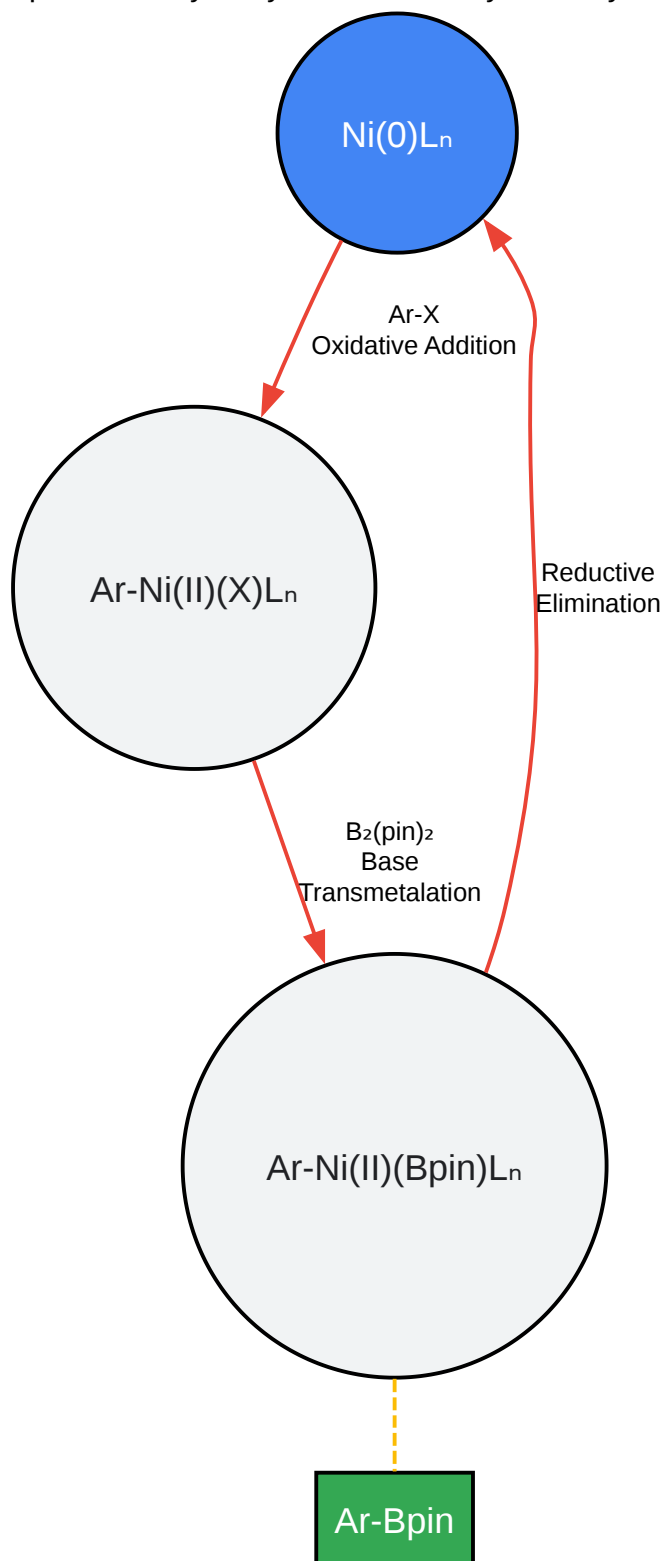 Ni(0)Lₙ
Ar-X
Oxidative Addition
Ar-Ni(II)(X)Lₙ
Reductive
Elimination
B₂(pin)₂
Base
Transmetalation
Ar-Ni(II)(Bpin)Lₙ
Ar-Bpin